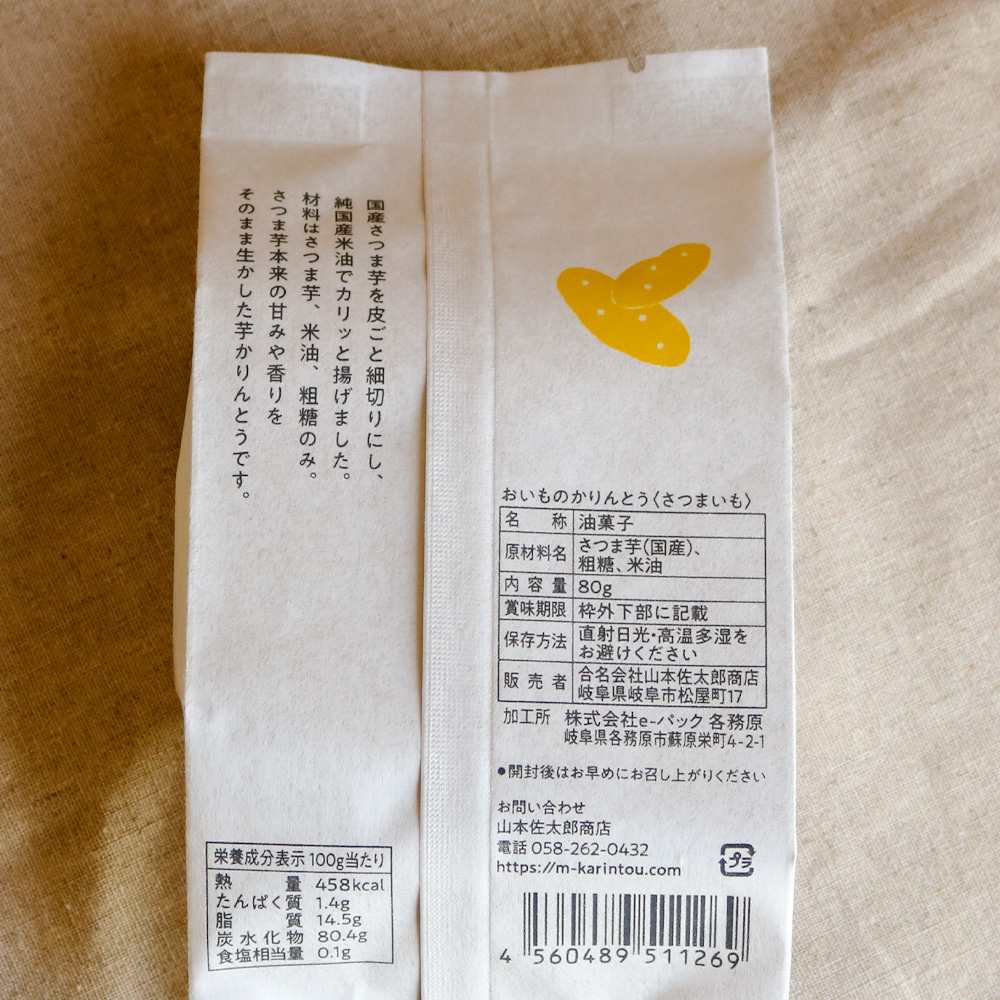 国産さつま芋を皮ごと細切りにし、
純国産米油でカリッと揚げました。
材料はさつま芋、米油、粗糖のみ。
さつま芋本来の甘みや香りを
そのまま生かした芋かりんとうです。
おいものかりんとう〈さつまいも〉
名称 油菓子
原材料名 さつま芋(国産)、
粗糖、米油
内容量 80g
賞味期限 枠外下部に記載
保存方法 直射日光・高温多湿を
お避けください
販売者 合名会社山本佐太郎商店
岐阜県岐阜市松屋町17
加工所 株式会社e-パック 各務原
岐阜県各務原市蘇原栄町4-2-1
●開封後はお早めにお召し上がりください
お問い合わせ
山本佐太郎商店
電話 058-262-0432
https://m-karintou.com
プラ
4 560489 511269
栄養成分表示 100g当たり
熱量 458kcal
たんぱく質 1.4g
脂質 14.5g
炭水化物 80.4g
食塩相当量 0.1g